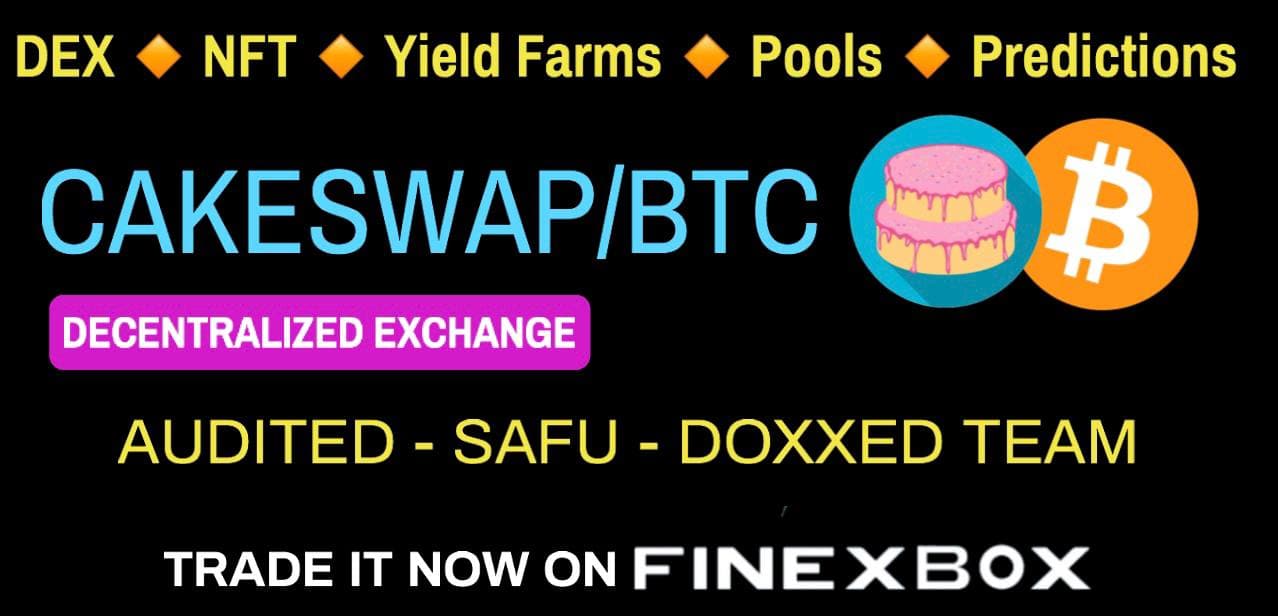 DEX 🔶 NFT 🔶 Yield Farms 🔶 Pools 🔶 Predictions
CAKESWAP/BTC
DECENTRALIZED EXCHANGE
AUDITED - SAFU - DOXXED TEAM
TRADE IT NOW ON FINEXBOX